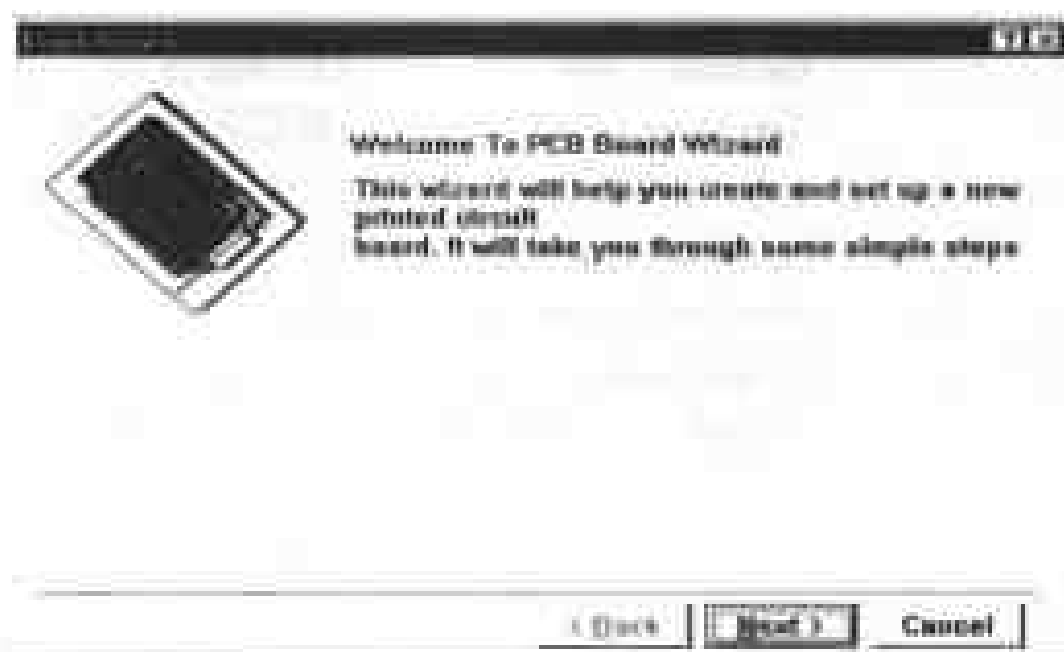 Welcome To PCB Board Wizard
This wizard will help you create and set up a new
printed circuit
board. It will take you through some simple steps
< Back
Next >
Cancel